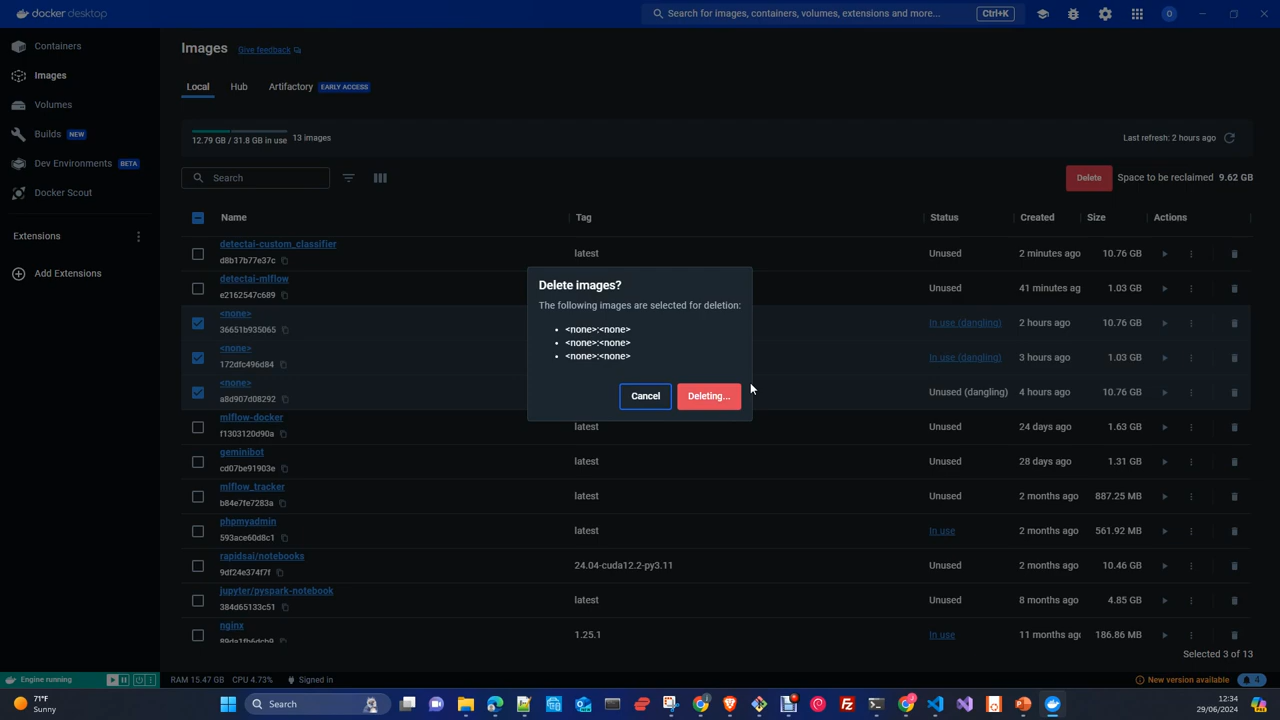 docker desktop
Search for images, containers, volumes, extensions and more...
Ctrl+K
Containers
Images
Volumes
Builds NEW
Dev Environments BETA
Docker Scout
Extensions
Add Extensions
Images Give feedback
Local Hub Artifactory EARLY ACCESS
12.79 GB / 31.8 GB in use 13 images
Last refresh: 2 hours ago
Search
Delete Space to be reclaimed 9.62 GB
Name Tag Status Created Size Actions
detectai-custom_classifier
d8b17b77e37c
latest Unused 2 minutes ago 10.76 GB
detectai-mlflow
e2162547c689
latest Unused 41 minutes ag 1.03 GB
<none>
36651b935065
In use (dangling) 2 hours ago 10.76 GB
<none>
172dfc496d84
In use (dangling) 3 hours ago 1.03 GB
<none>
a8d907d08292
Unused (dangling) 4 hours ago 10.76 GB
mlflow-docker
f1303120d90a
latest Unused 24 days ago 1.63 GB
geminibot
cd07be91903e
latest Unused 28 days ago 1.31 GB
mlflow_tracker
b84e7fe7283a
latest Unused 2 months ago 887.25 MB
phpmyadmin
593ace60d8c1
latest In use 2 months ago 561.92 MB
rapidsai/notebooks
9df24e374f7f
24.04-cuda12.2-py3.11 Unused 2 months ago 10.46 GB
jupyter/pyspark-notebook
384d65133c51
latest Unused 8 months ago 4.85 GB
nginx
1.25.1 In use 11 months ag 186.86 MB
Delete images?
The following images are selected for deletion:
• <none>:<none>
• <none>:<none>
• <none>:<none>
Cancel Deleting...
Selected 3 of 13
Engine running
RAM 15.47 GB CPU 4.73% Signed in
New version available 4
71°F
Sunny
Search
12:34
29/06/2024